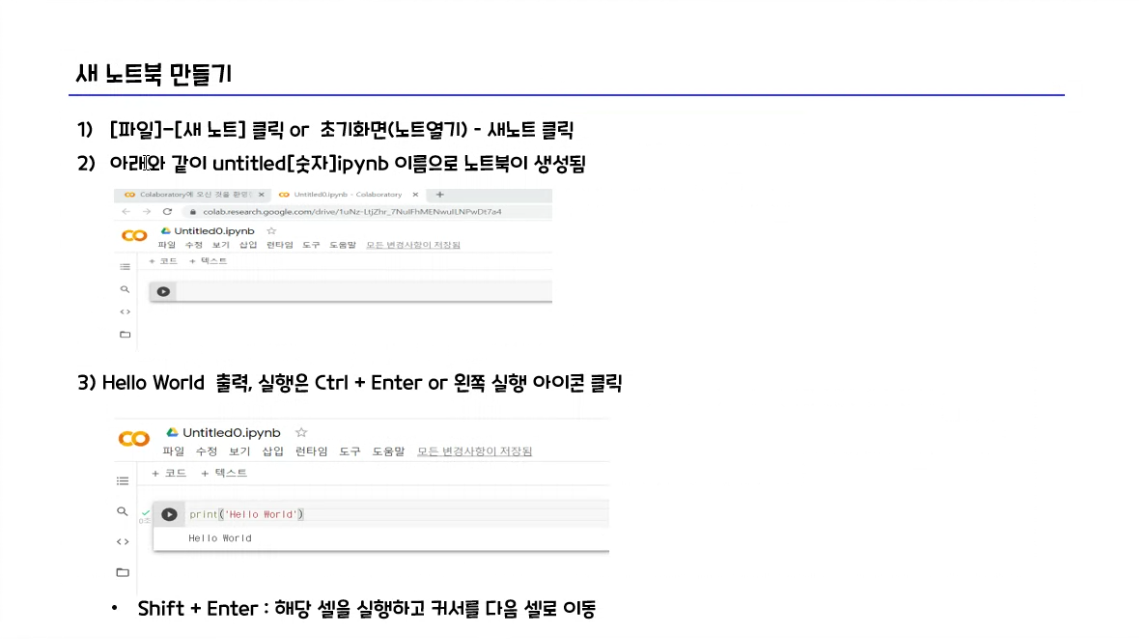 새 노트북 만들기
1) [파일]-[새 노트] 클릭 or 초기화면(노트열기) - 새노트 클릭
2) 아래와 같이 untitled[숫자]ipynb 이름으로 노트북이 생성됨
Colaboratory에 오신 것을 환영 × Untitled0.ipynb - Colaboratory × +
colab.research.google.com/drive/
Untitled0.ipynb
파일 수정 보기 삽입 런타임 도구 도움말 모든 변경사항이 저장됨
+ 코드 + 텍스트
3) Hello World 출력, 실행은 Ctrl + Enter or 왼쪽 실행 아이콘 클릭
Untitled0.ipynb
파일 수정 보기 삽입 런타임 도구 도움말 모든 변경사항이 저장됨
+ 코드 + 텍스트
print('Hello World')
0초
Hello World
• Shift + Enter : 해당 셀을 실행하고 커서를 다음 셀로 이동